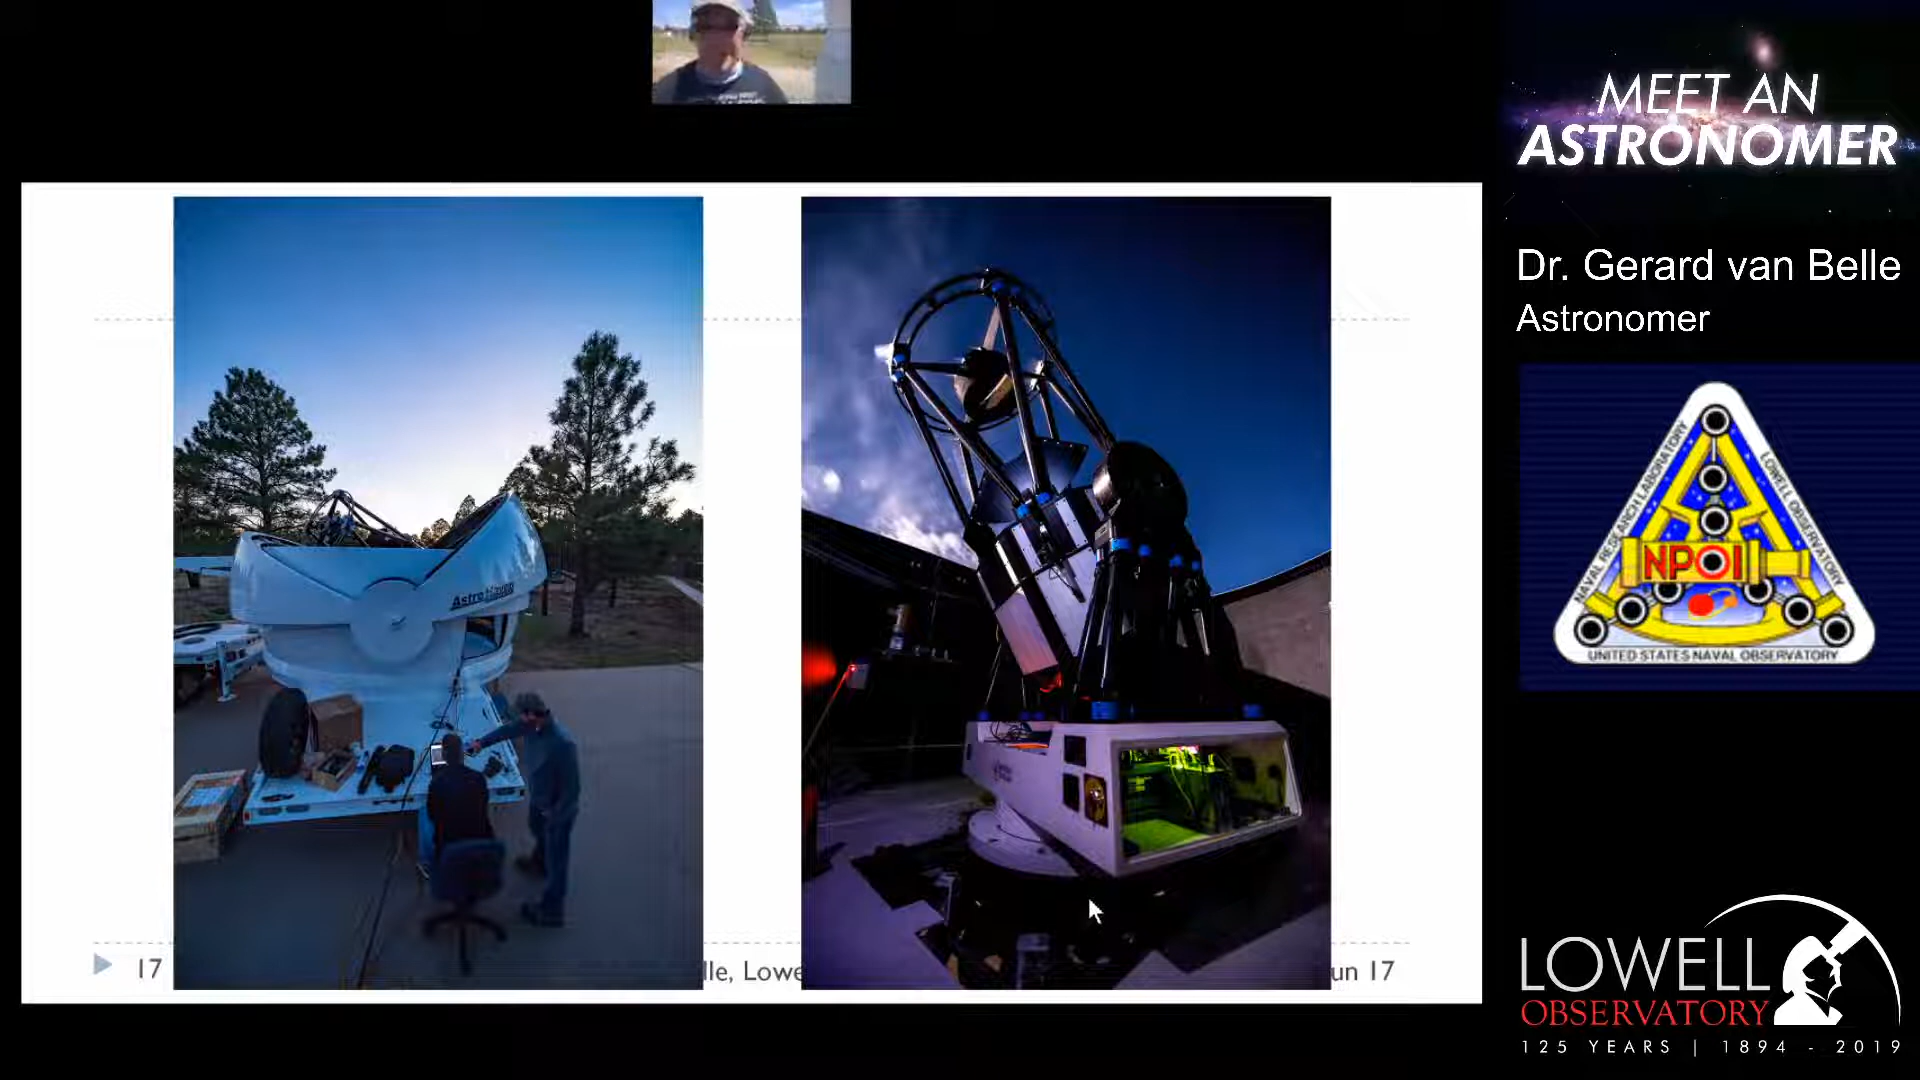 MEET AN
ASTRONOMER
Dr. Gerard van Belle
Astronomer
NAVAL RESEARCH LABORATORY
LOWELL OBSERVATORY
NPOI
UNITED STATES NAVAL OBSERVATORY
AstroHaven
17
lle, Lowe
un 17
LOWELL
OBSERVATORY
125 YEARS | 1894 - 2019